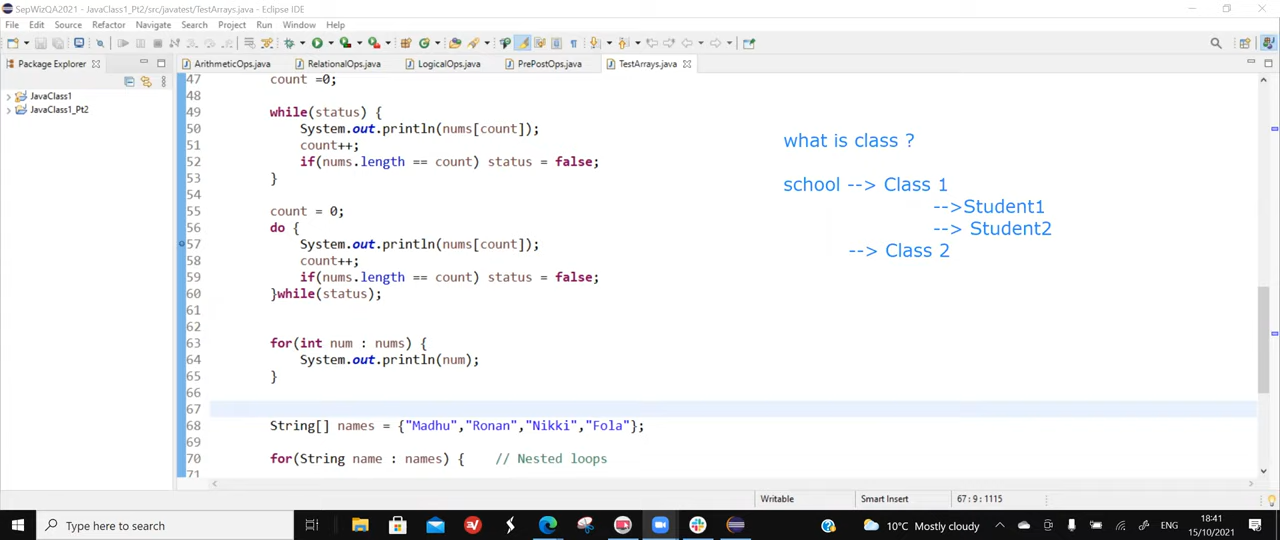 SepWizQA2021 - JavaClass1_Pt2/src/javatest/TestArrays.java - Eclipse IDE
File Edit Source Refactor Navigate Search Project Run Window Help
Package Explorer
ArithmeticOps.java RelationalOps.java LogicalOps.java PrePostOps.java TestArrays.java
JavaClass1
JavaClass1_Pt2
47 count =0;
48
49 while(status) {
50 System.out.println(nums[count]);
51 count++;
52 if(nums.length == count) status = false;
53 }
54
55 count = 0;
56 do {
57 System.out.println(nums[count]);
58 count++;
59 if(nums.length == count) status = false;
60 }while(status);
61
62
63 for(int num : nums) {
64 System.out.println(num);
65 }
66
67
68 String[] names = {"Madhu","Ronan","Nikki","Fola"};
69
70 for(String name : names) { // Nested loops
71
what is class ?
school --> Class 1
-->Student1
--> Student2
--> Class 2
Writable Smart Insert 67 : 9 : 1115
Type here to search
10°C Mostly cloudy
ENG
18:41
15/10/2021